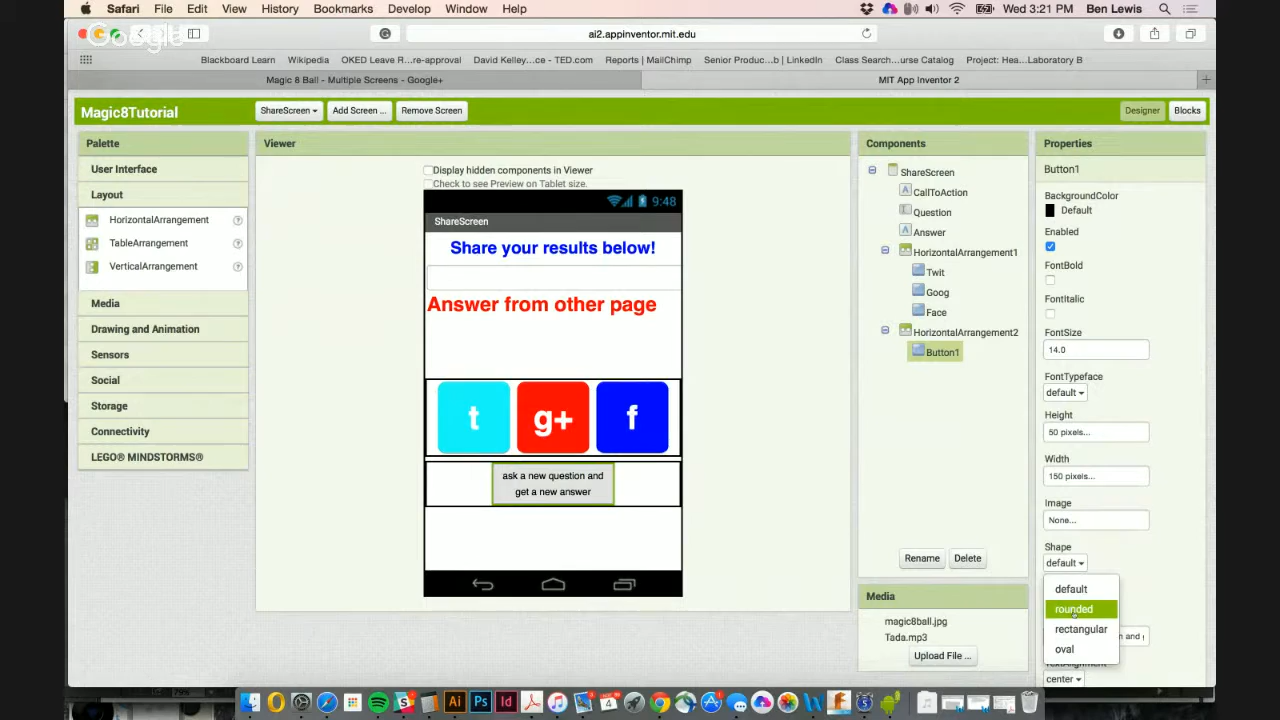 Safari File Edit View History Bookmarks Develop Window Help Wed 3:21 PM Ben Lewis
Google
ai2.appinventor.mit.edu
Blackboard Learn Wikipedia OKED Leave R...re-approval David Kelley...ce - TED.com Reports | MailChimp Senior Produc...b | LinkedIn Class Search...urse Catalog Project: Hea...Laboratory B
Magic 8 Ball - Multiple Screens - Google+ MIT App Inventor 2
Magic8Tutorial ShareScreen Add Screen ... Remove Screen Designer Blocks
Palette Viewer Components Properties
User Interface
Layout
HorizontalArrangement
TableArrangement
VerticalArrangement
Media
Drawing and Animation
Sensors
Social
Storage
Connectivity
LEGO® MINDSTORMS®
Display hidden components in Viewer
Check to see Preview on Tablet size.
9:48
ShareScreen
Share your results below!
Answer from other page
t g+ f
ask a new question and
get a new answer
ShareScreen
CallToAction
Question
Answer
HorizontalArrangement1
Twit
Goog
Face
HorizontalArrangement2
Button1
Rename Delete
Media
magic8ball.jpg
Tada.mp3
Upload File ...
Button1
BackgroundColor
Default
Enabled
FontBold
FontItalic
FontSize
14.0
FontTypeface
default
Height
50 pixels...
Width
150 pixels...
Image
None...
Shape
default
default
rounded
rectangular
oval
TextAlignment
center
Ai Ps Id